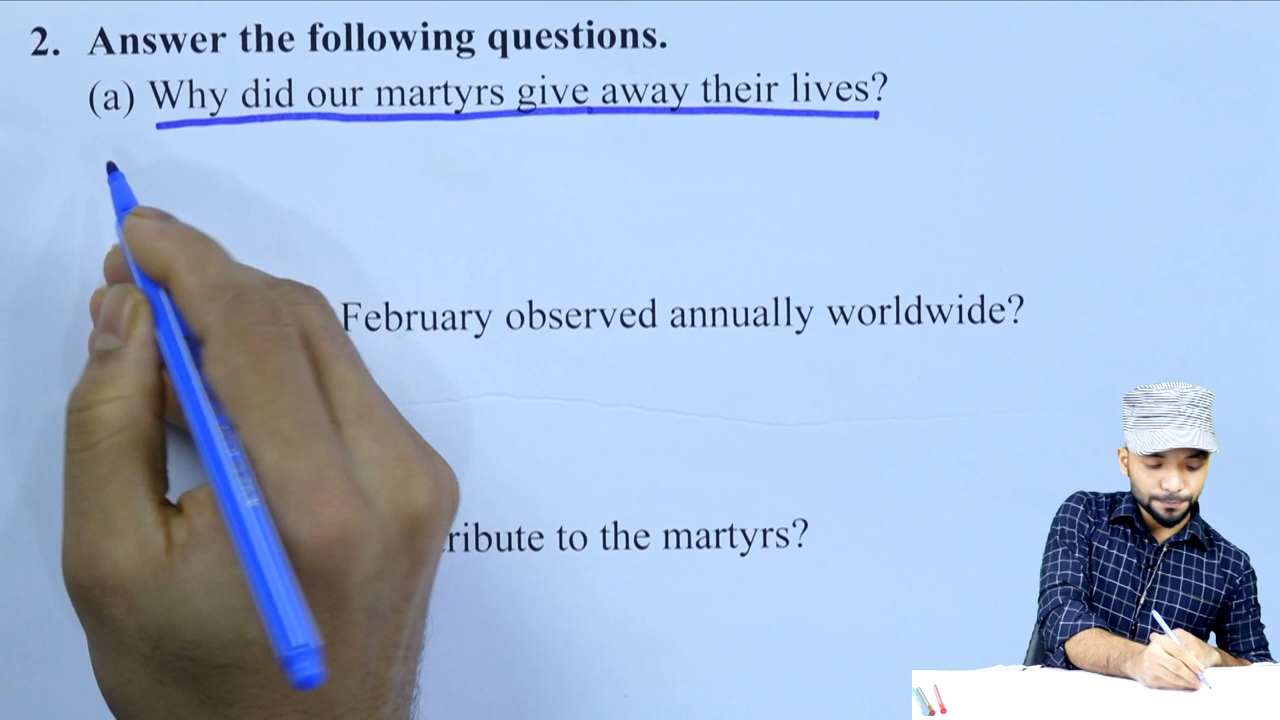 2. Answer the following questions.
(a) Why did our martyrs give away their lives?
February observed annually worldwide?
to the martyrs?